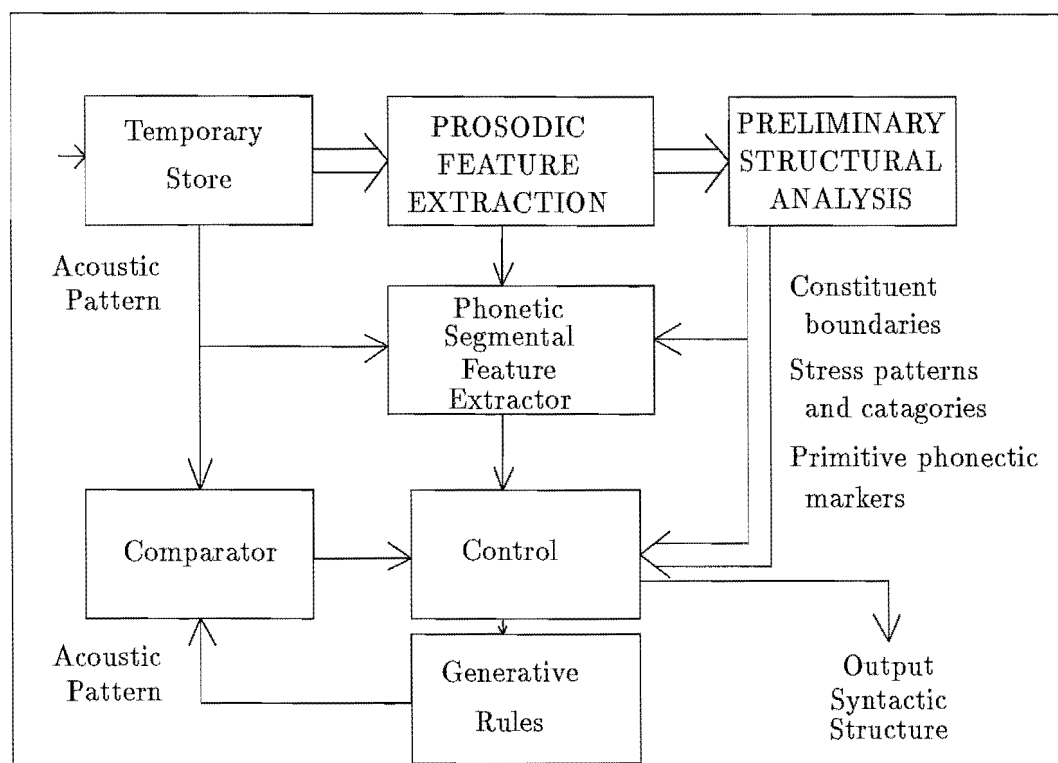 Temporary
Store
PROSODIC
FEATURE
EXTRACTION
PRELIMINARY
STRUCTURAL
ANALYSIS
Acoustic
Pattern
Phonetic
Segmental
Feature
Extractor
Constituent
boundaries
Stress patterns
and catagories
Primitive phonectic
markers
Comparator
Control
Acoustic
Pattern
Generative
Rules
Output
Syntactic
Structure